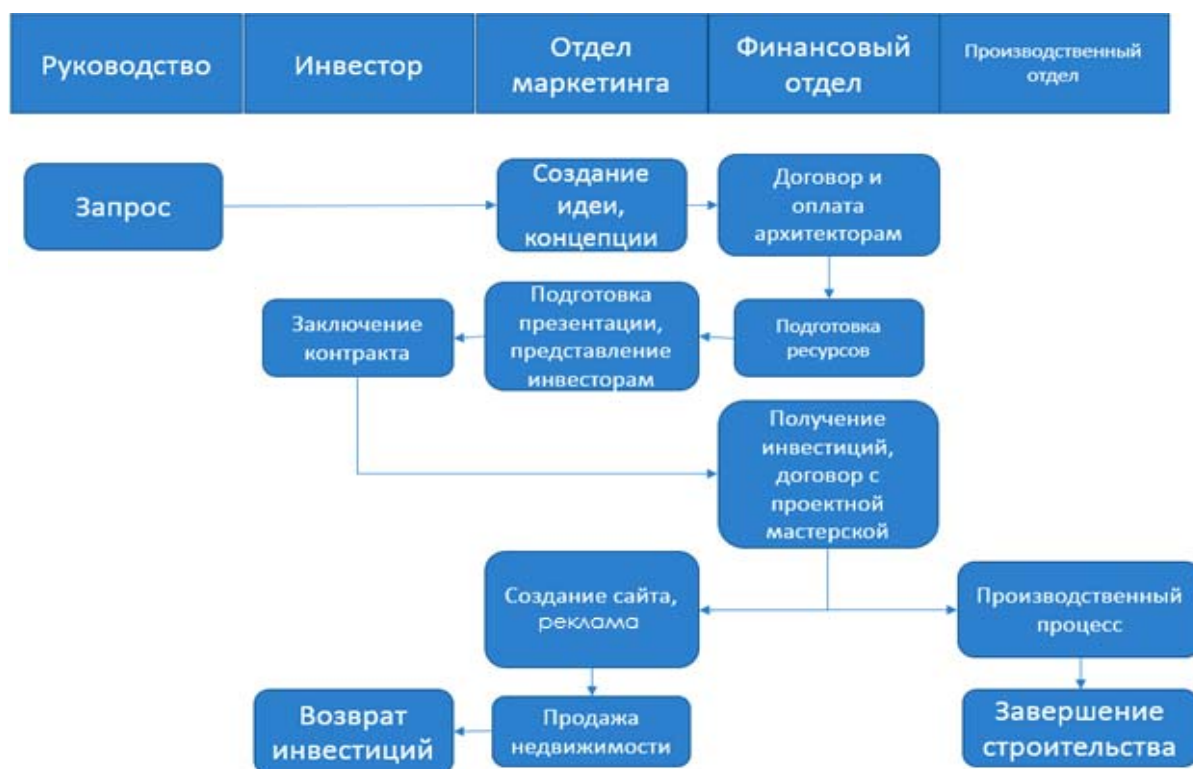 Руководство
Инвестор
Отдел
маркетинга
Финансовый
отдел
Производственный
отдел
Запрос
Создание
идеи,
концепции
Договор и
оплата
архитекторам
Заключение
контракта
Подготовка
презентации,
представление
инвесторам
Подготовка
ресурсов
Получение
инвестиций,
договор с
проектной
мастерской
Создание сайта,
реклама
Производственный
процесс
Возврат
инвестиций
Продажа
недвижимости
Завершение
строительства